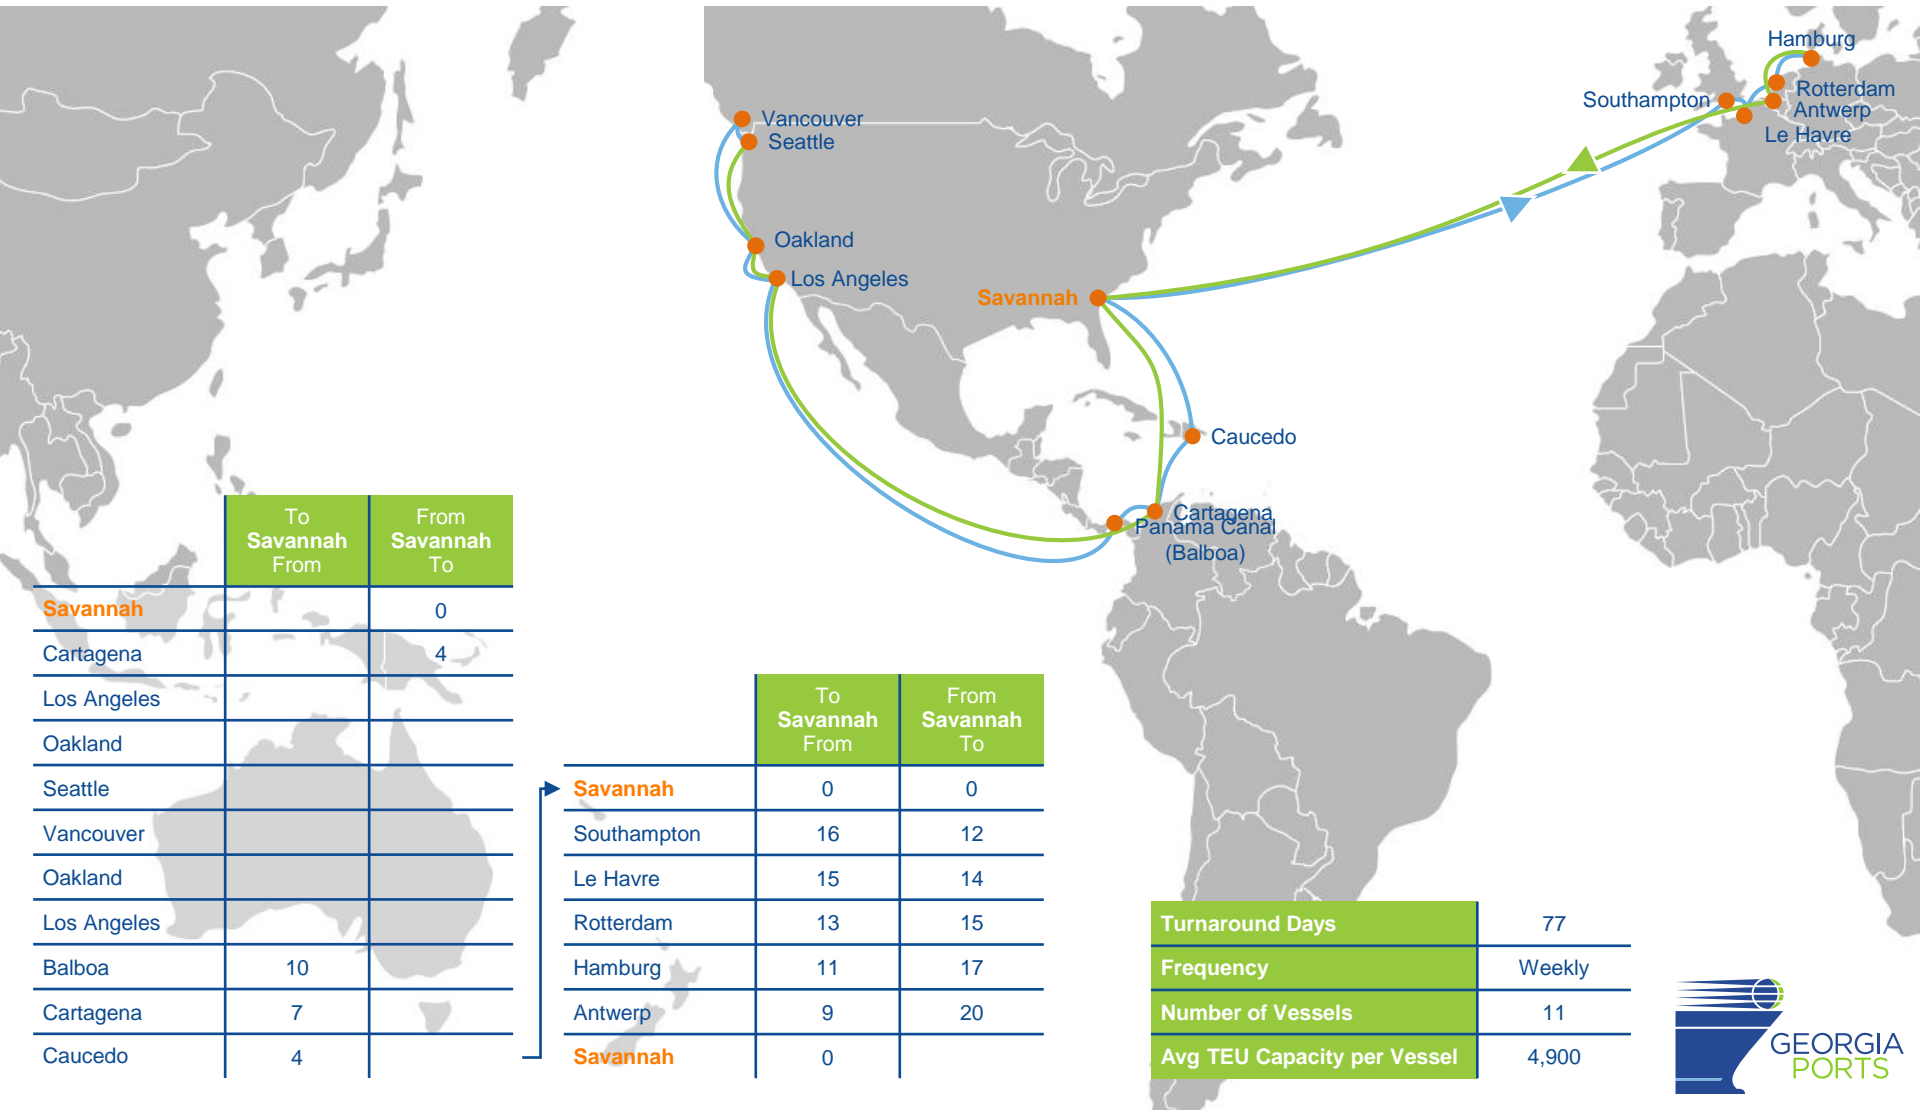 Hamburg
Rotterdam
Southampton
Antwerp
Le Havre
Vancouver
Seattle
Oakland
Los Angeles
Savannah
Caucedo
Cartagena
Panama Canal
(Balboa)
To Savannah From | From Savannah To
Savannah 0
Cartagena 4
Los Angeles
Oakland
Seattle
Vancouver
Oakland
Los Angeles
Balboa 10
Cartagena 7
Caucedo 4
To Savannah From | From Savannah To
Savannah 0 0
Southampton 16 12
Le Havre 15 14
Rotterdam 13 15
Hamburg 11 17
Antwerp 9 20
Savannah 0
Turnaround Days 77
Frequency Weekly
Number of Vessels 11
Avg TEU Capacity per Vessel 4,900
GEORGIA
PORTS